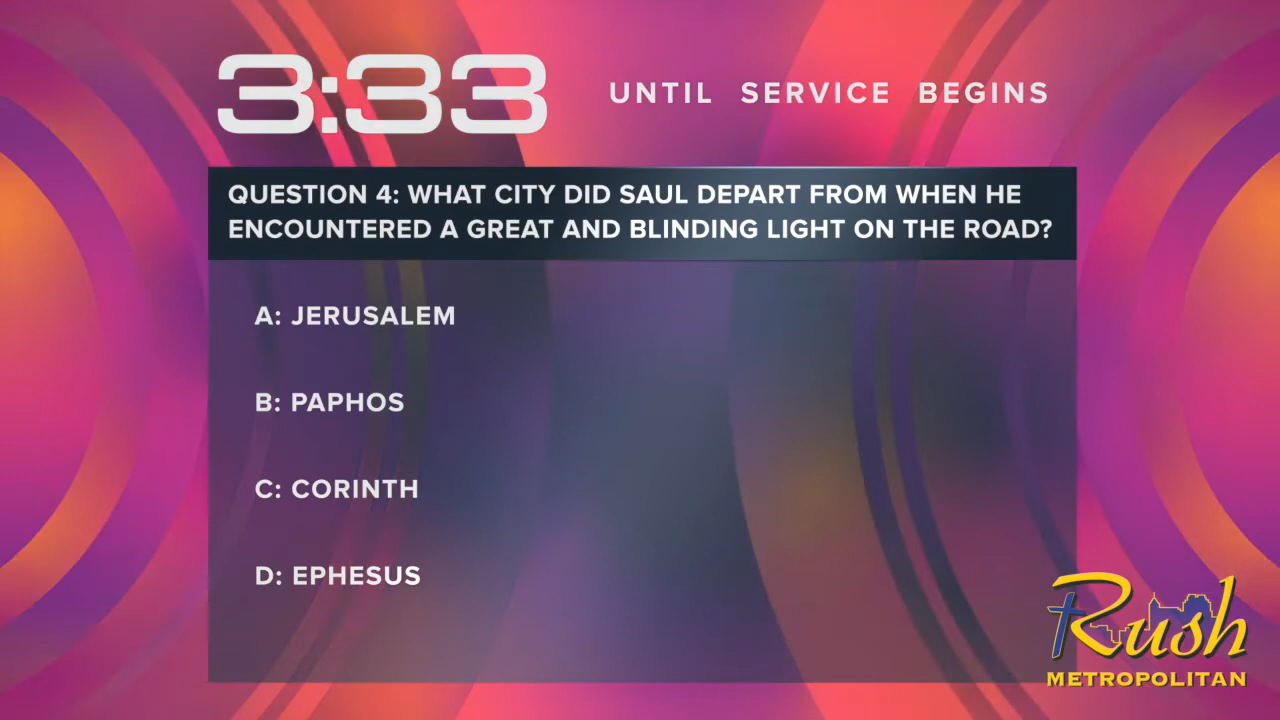 3:33 UNTIL SERVICE BEGINS
QUESTION 4: WHAT CITY DID SAUL DEPART FROM WHEN HE
ENCOUNTERED A GREAT AND BLINDING LIGHT ON THE ROAD?
A: JERUSALEM
B: PAPHOS
C: CORINTH
D: EPHESUS
Rush
METROPOLITAN